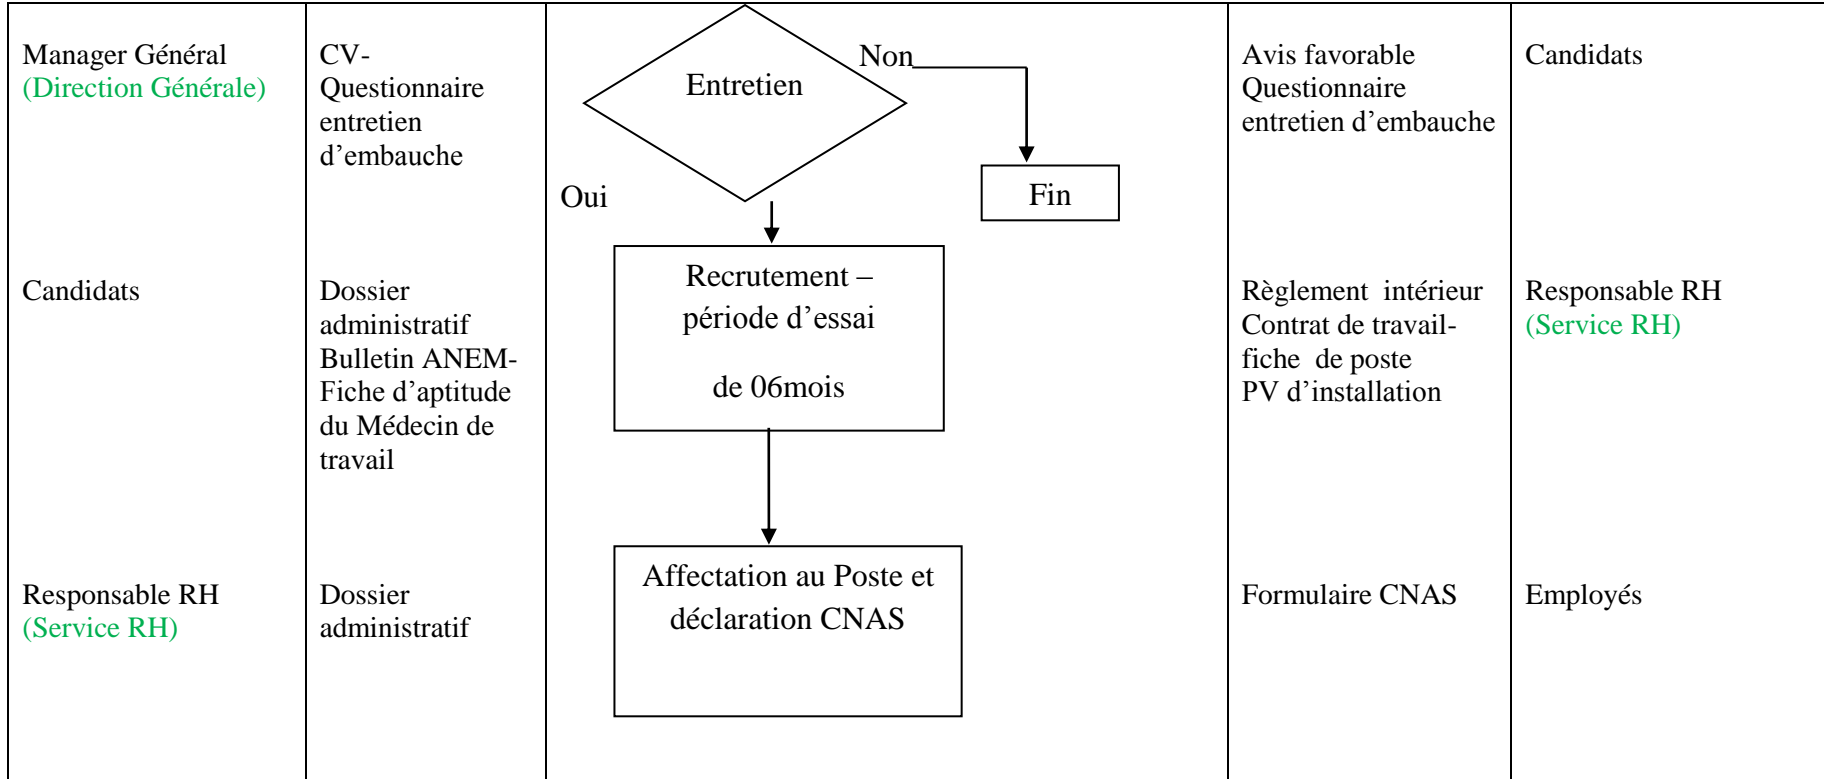 Manager Général
(Direction Générale)
CV-
Questionnaire
entretien
d’embauche
Entretien
Non
Oui
Fin
Avis favorable
Questionnaire
entretien d’embauche
Candidats
Candidats
Dossier
administratif
Bulletin ANEM-
Fiche d’aptitude
du Médecin de
travail
Recrutement –
période d’essai
de 06mois
Règlement  intérieur
Contrat de travail-
fiche  de poste
PV d’installation
Responsable RH
(Service RH)
Responsable RH
(Service RH)
Dossier
administratif
Affectation au Poste et
déclaration CNAS
Formulaire CNAS
Employés